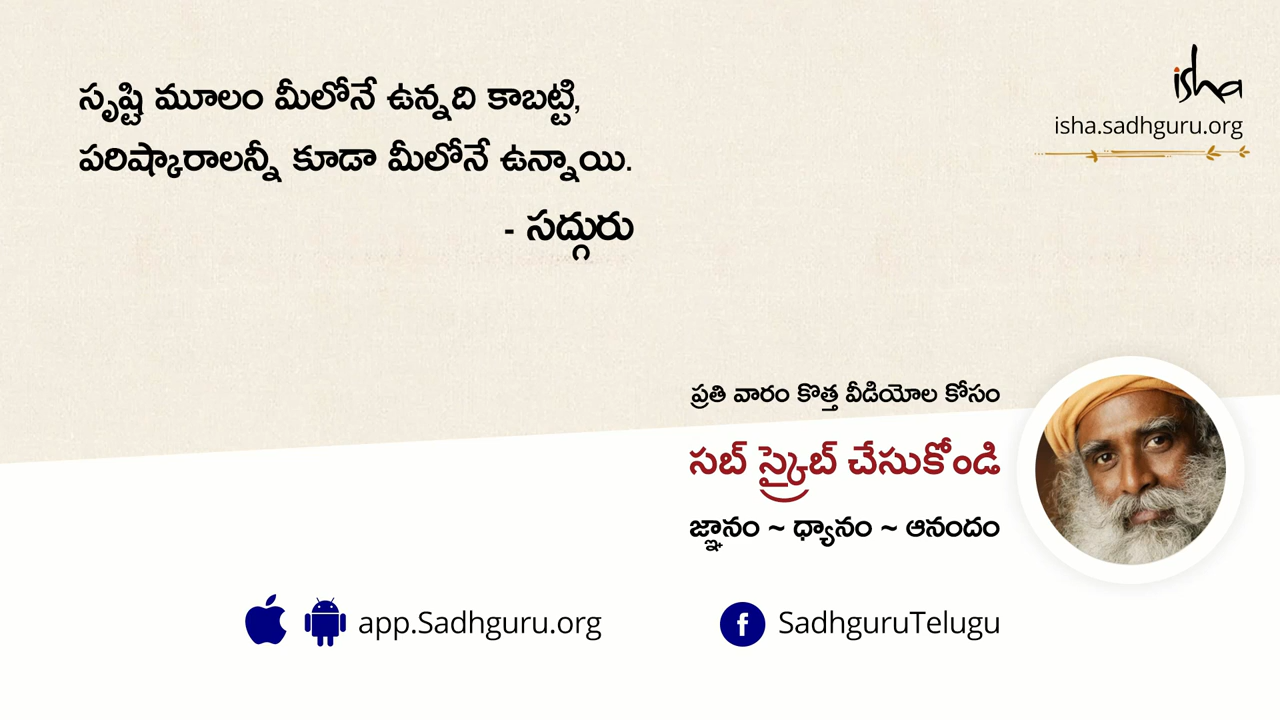 సృష్టి మూలం మీలోనే ఉన్నది కాబట్టి,
పరిష్కారాలన్నీ కూడా మీలోనే ఉన్నాయి.
- సద్గురు
isha
isha.sadhguru.org
ప్రతి వారం కొత్త వీడియోల కోసం
సబ్ స్క్రైబ్ చేసుకోండి
జ్ఞానం ~ ధ్యానం ~ ఆనందం
app.Sadhguru.org
SadhguruTelugu